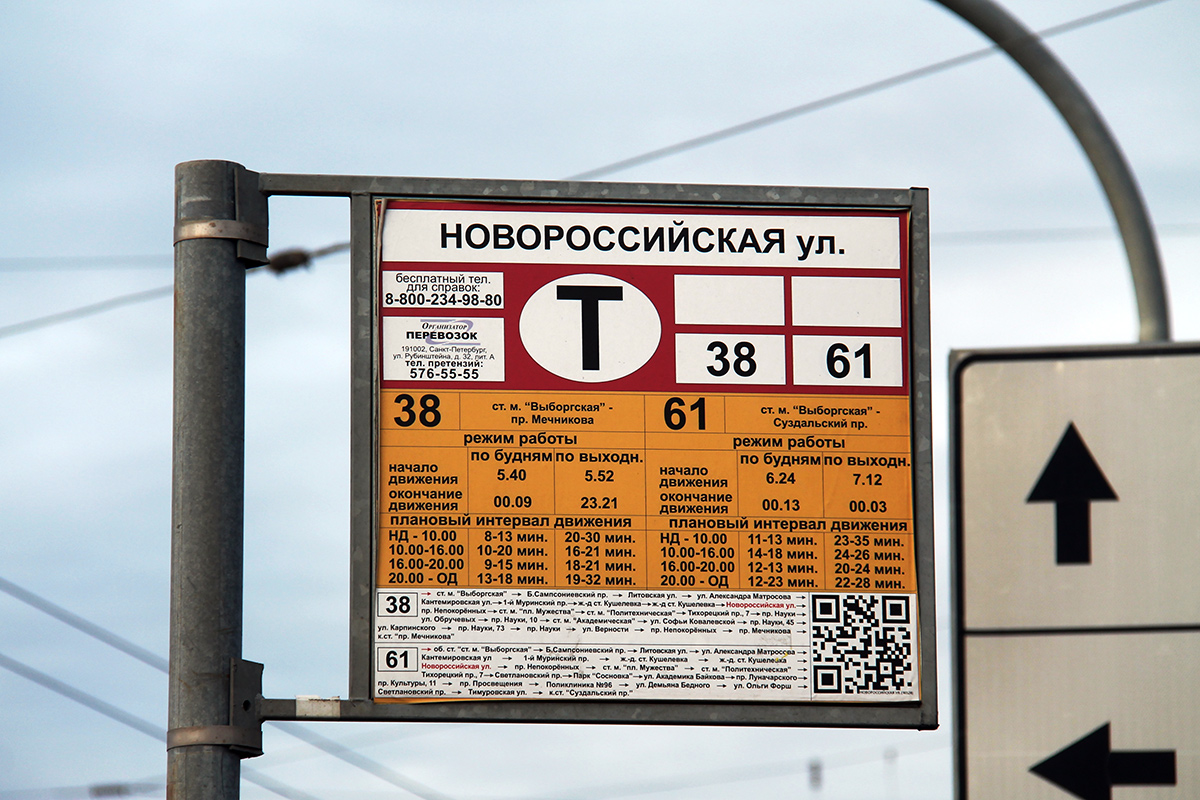 НОВОРОССИЙСКАЯ ул.
бесплатный тел.
для справок:
8-800-234-98-80
Организатор
ПЕРЕВОЗОК
191002, Санкт-Петербург,
ул. Рубинштейна, д. 32, лит. А
тел. претензий:
576-55-55
Т
38 61
38 ст. м. "Выборгская" -
пр. Мечникова
61 ст. м. "Выборгская" -
Суздальский пр.
режим работы режим работы
по будням по выходн. по будням по выходн.
начало
движения 5.40 5.52
начало
движения 6.24 7.12
окончание
движения 00.09 23.21
окончание
движения 00.13 00.03
плановый интервал движения плановый интервал движения
НД - 10.00 8-13 мин. 20-30 мин. НД - 10.00 11-13 мин. 23-35 мин.
10.00-16.00 10-20 мин. 16-21 мин. 10.00-16.00 14-18 мин. 24-26 мин.
16.00-20.00 9-15 мин. 18-21 мин. 16.00-20.00 12-13 мин. 20-24 мин.
20.00 - ОД 13-18 мин. 19-32 мин. 20.00 - ОД 12-23 мин. 22-28 мин.
38 → ст. м. "Выборгская" → Б.Сампсониевский пр. → Литовская ул. → ул. Александра Матросова
Кантемировская ул. → 1-й Муринский пр. → ж-д ст. Кушелевка → ж-д. ст. Кушелевка → Новороссийская ул. →
пр. Непокорённых → ст. м. "пл. Мужества" → ст. м. "Политехническая" → Тихорецкий пр., 7 → пр. Науки →
ул. Обручевых → пр. Науки, 10 → ст. м. "Академическая" → ул. Софьи Ковалевской → пр. Науки, 45 →
ул. Карпинского → пр. Науки, 73 → пр. Науки → ул. Верности → пр. Непокорённых → пр. Мечникова →
к.ст. "пр. Мечникова"
61 → об. ст. "ст. м. "Выборгская" → Б.Сампсониевский пр. → Литовская ул. → ул. Александра Матросова
Кантемировская ул → 1-й Муринский пр. → ж-д. ст. Кушелевка → ж-д. ст. Кушелевка →
Новороссийская ул. → пр. Непокорённых → ст. м. "пл. Мужества" → ст. м. "Политехническая" →
Тихорецкий пр., 7 → Светлановский пр. → Парк "Сосновка" → ул. Академика Байкова → пр. Луначарского →
пр. Культуры, 11 → пр. Просвещения → Поликлиника №96 → ул. Демьяна Бедного → ул. Ольги Форш
Светлановский пр. → Тимуровская ул. → к.ст. "Суздальский пр."